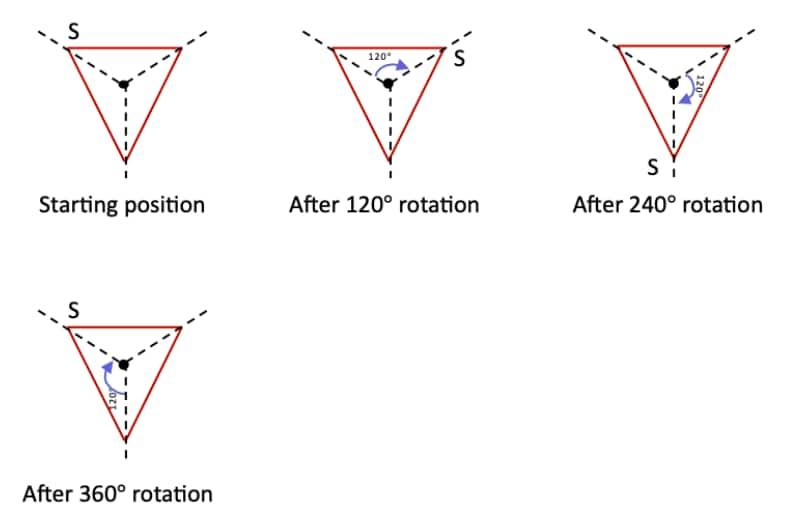 S
Starting position
120°
S
After 120° rotation
120°
S
After 240° rotation
S
120°
After 360° rotation